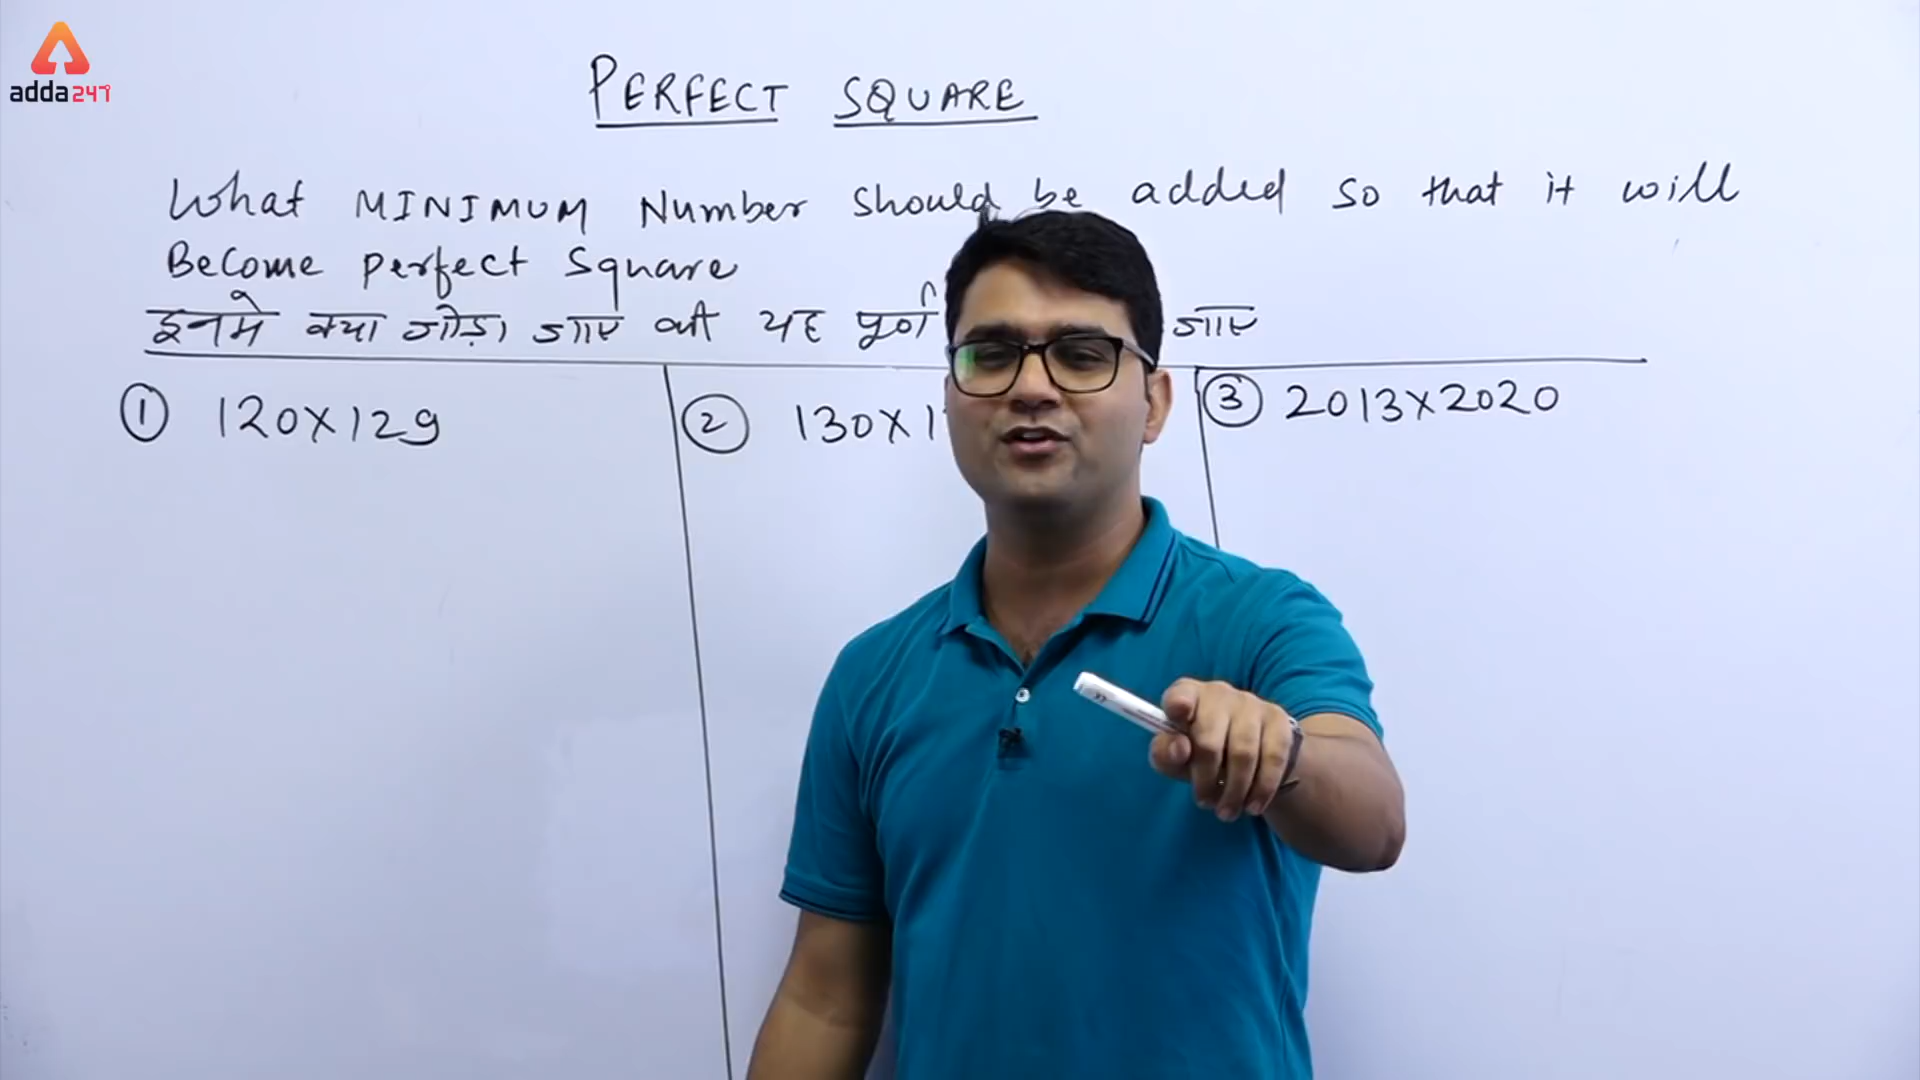 adda247
PERFECT SQUARE
What MINIMUM Number should be added so that it will
Become perfect square
इनमे क्या जोड़ा जाए की यह पूर्ण जाए
① 120X129
② 130X1
③ 2013X2020